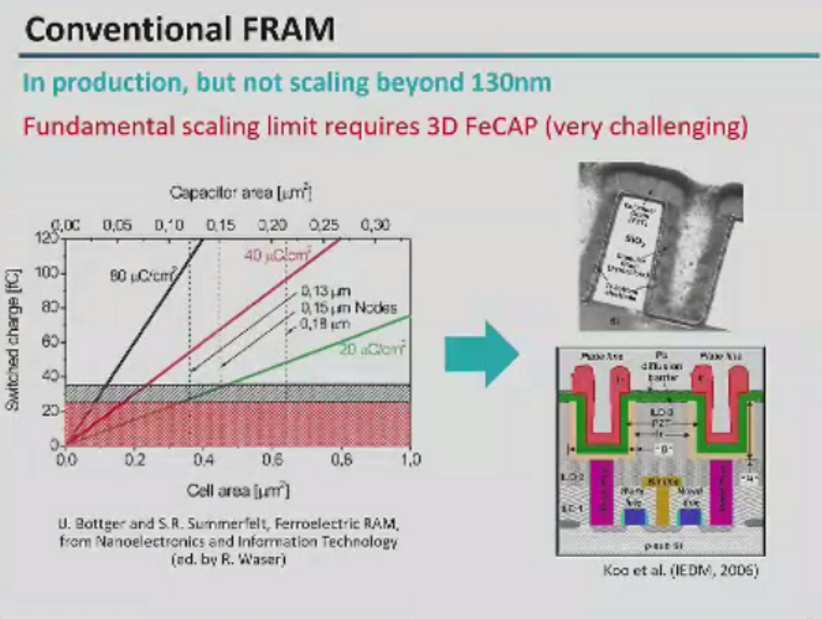 Conventional FRAM
In production, but not scaling beyond 130nm
Fundamental scaling limit requires 3D FeCAP (very challenging)
Capacitor area [μm²]
0,00 0,05 0,10 0,15 0,20 0,25 0,30
Switched charge [fC]
120
100
80
60
40
20
0
80 μC/cm²
40 μC/cm²
20 μC/cm²
0,13 μm
0,15 μm Nodes
0,18 μm
0,0 0,2 0,4 0,6 0,8 1,0
Cell area [μm²]
U. Bottger and S.R. Summerfelt, Ferroelectric RAM,
from Nanoelectronics and Information Technology
(ed. by R. Waser)
SiO₂
Plate line
diffusion
barrier
Plate line
ILD 3
PZT
Ir
"B"
ILD 2
ILD 1
Bit line
Word
line
p-sub Si
Koo et al. (IEDM, 2006)